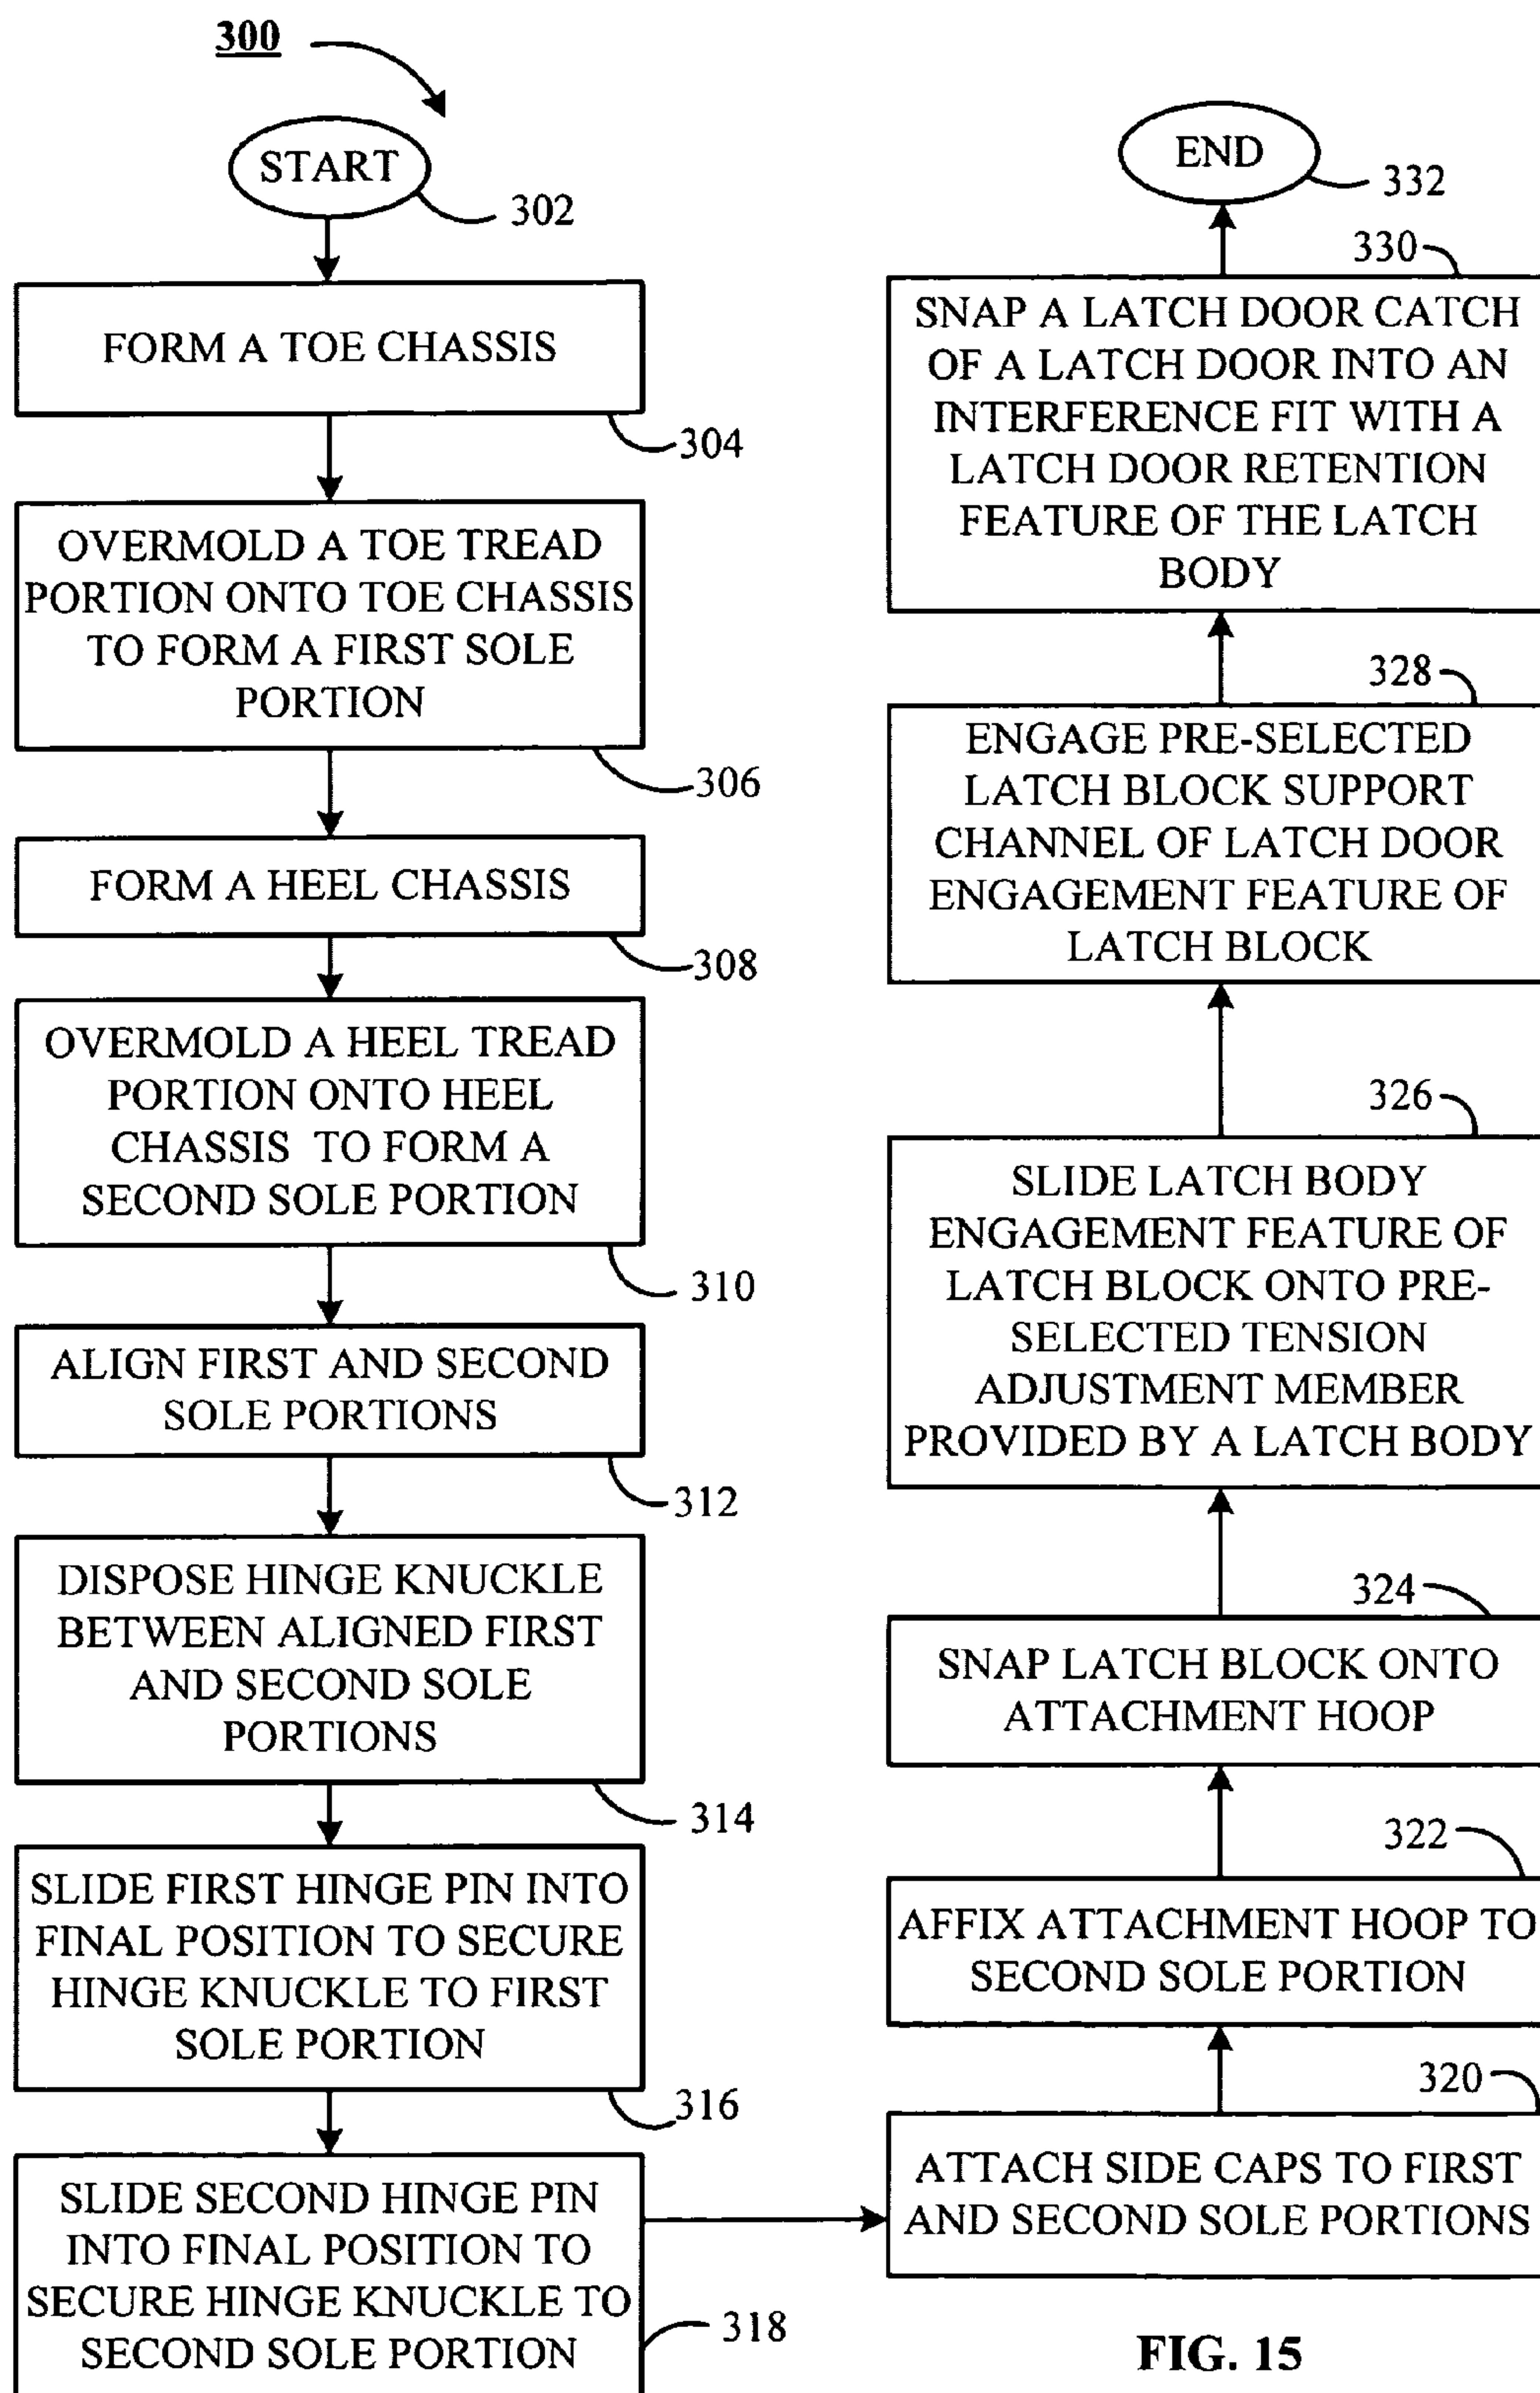 300
START
302
FORM A TOE CHASSIS
304
OVERMOLD A TOE TREAD
PORTION ONTO TOE CHASSIS
TO FORM A FIRST SOLE
PORTION
306
FORM A HEEL CHASSIS
308
OVERMOLD A HEEL TREAD
PORTION ONTO HEEL
CHASSIS TO FORM A
SECOND SOLE PORTION
310
ALIGN FIRST AND SECOND
SOLE PORTIONS
312
DISPOSE HINGE KNUCKLE
BETWEEN ALIGNED FIRST
AND SECOND SOLE
PORTIONS
314
SLIDE FIRST HINGE PIN INTO
FINAL POSITION TO SECURE
HINGE KNUCKLE TO FIRST
SOLE PORTION
316
SLIDE SECOND HINGE PIN
INTO FINAL POSITION TO
SECURE HINGE KNUCKLE TO
SECOND SOLE PORTION
318
320
ATTACH SIDE CAPS TO FIRST
AND SECOND SOLE PORTIONS
322
AFFIX ATTACHMENT HOOP TO
SECOND SOLE PORTION
324
SNAP LATCH BLOCK ONTO
ATTACHMENT HOOP
326
SLIDE LATCH BODY
ENGAGEMENT FEATURE OF
LATCH BLOCK ONTO PRE-
SELECTED TENSION
ADJUSTMENT MEMBER
PROVIDED BY A LATCH BODY
328
ENGAGE PRE-SELECTED
LATCH BLOCK SUPPORT
CHANNEL OF LATCH DOOR
ENGAGEMENT FEATURE OF
LATCH BLOCK
330
SNAP A LATCH DOOR CATCH
OF A LATCH DOOR INTO AN
INTERFERENCE FIT WITH A
LATCH DOOR RETENTION
FEATURE OF THE LATCH
BODY
END
332
FIG. 15